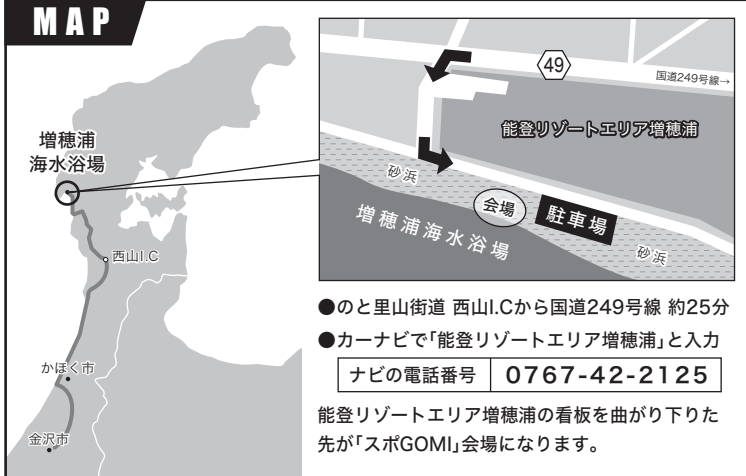 MAP
増穂浦
海水浴場
西山I.C
かほく市
金沢市
49
国道249号線→
能登リゾートエリア増穂浦
砂浜
会場
駐車場
増穂浦海水浴場
砂浜
●のと里山街道 西山I.Cから国道249号線 約25分
●カーナビで「能登リゾートエリア増穂浦」と入力
ナビの電話番号 0767-42-2125
能登リゾートエリア増穂浦の看板を曲がり下りた
先が「スポGOMI」会場になります。